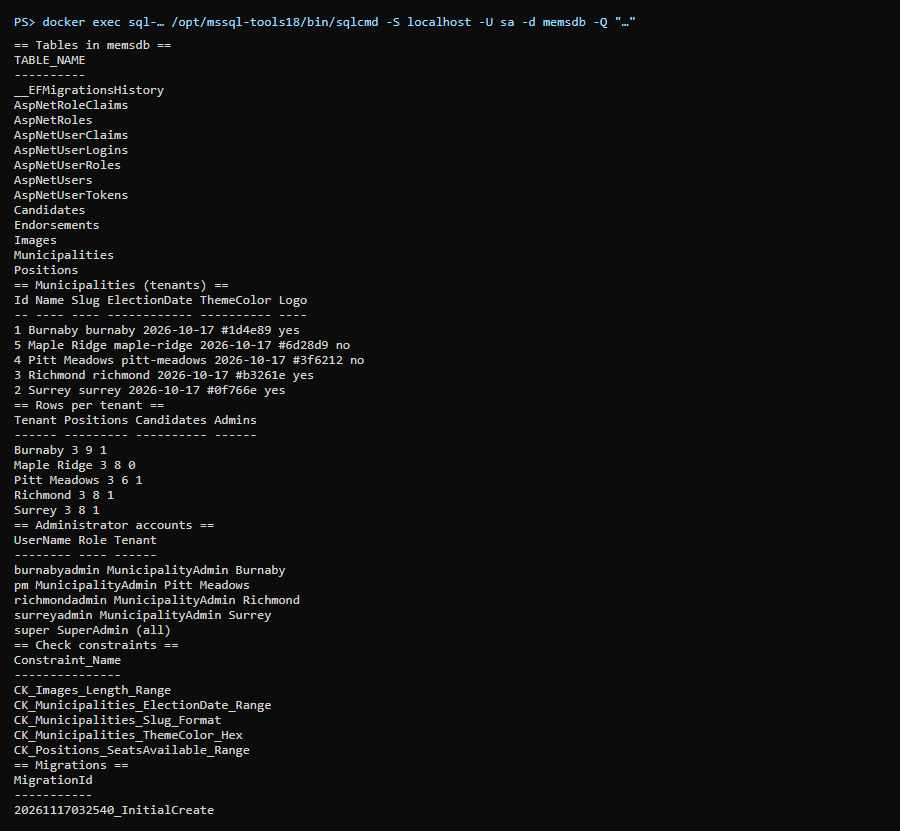 PS> docker exec sql-… /opt/mssql-tools18/bin/sqlcmd -S localhost -U sa -d memsdb -Q "…"
== Tables in memsdb ==
TABLE_NAME
----------
__EFMigrationsHistory
AspNetRoleClaims
AspNetRoles
AspNetUserClaims
AspNetUserLogins
AspNetUserRoles
AspNetUsers
AspNetUserTokens
Candidates
Endorsements
Images
Municipalities
Positions
== Municipalities (tenants) ==
Id Name Slug ElectionDate ThemeColor Logo
-- ---- ---- ------------ ---------- ----
1 Burnaby burnaby 2026-10-17 #1d4e89 yes
5 Maple Ridge maple-ridge 2026-10-17 #6d28d9 no
4 Pitt Meadows pitt-meadows 2026-10-17 #3f6212 no
3 Richmond richmond 2026-10-17 #b3261e yes
2 Surrey surrey 2026-10-17 #0f766e yes
== Rows per tenant ==
Tenant Positions Candidates Admins
------ --------- ---------- ------
Burnaby 3 9 1
Maple Ridge 3 8 0
Pitt Meadows 3 6 1
Richmond 3 8 1
Surrey 3 8 1
== Administrator accounts ==
UserName Role Tenant
-------- ---- ------
burnabyadmin MunicipalityAdmin Burnaby
pm MunicipalityAdmin Pitt Meadows
richmondadmin MunicipalityAdmin Richmond
surreyadmin MunicipalityAdmin Surrey
super SuperAdmin (all)
== Check constraints ==
Constraint_Name
---------------
CK_Images_Length_Range
CK_Municipalities_ElectionDate_Range
CK_Municipalities_Slug_Format
CK_Municipalities_ThemeColor_Hex
CK_Positions_SeatsAvailable_Range
== Migrations ==
MigrationId
-----------
20261117032540_InitialCreate